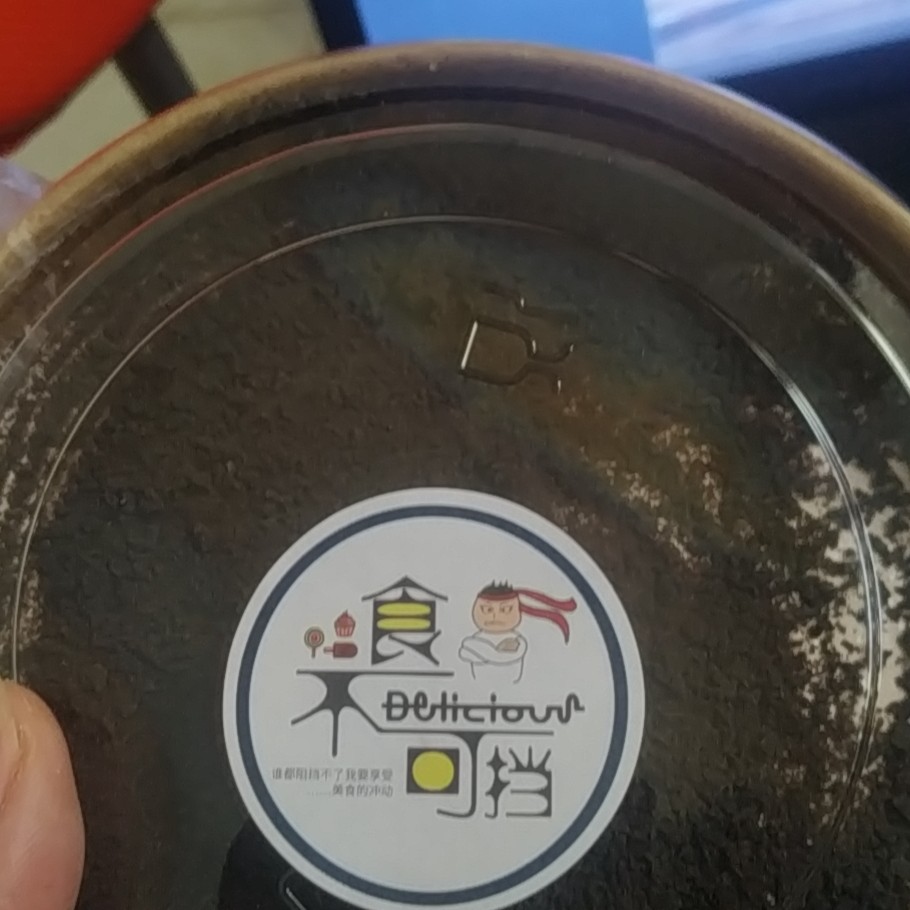 食
不 Delicious
可挡
谁都阻挡不了我要享受
......美食的冲动